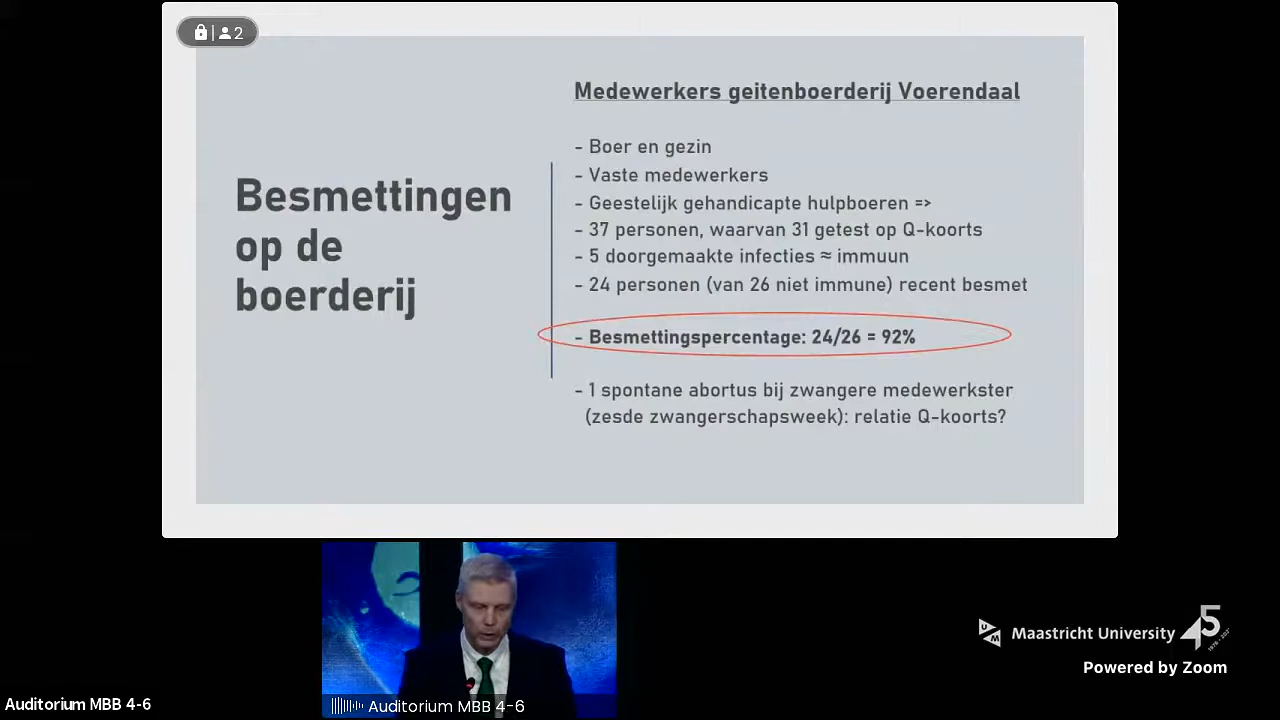 2
Medewerkers geitenboerderij Voerendaal
Besmettingen
op de
boerderij
- Boer en gezin
- Vaste medewerkers
- Geestelijk gehandicapte hulpboeren =>
- 37 personen, waarvan 31 getest op Q-koorts
- 5 doorgemaakte infecties ≈ immuun
- 24 personen (van 26 niet immune) recent besmet
- Besmettingspercentage: 24/26 = 92%
- 1 spontane abortus bij zwangere medewerkster
(zesde zwangerschapsweek): relatie Q-koorts?
UM
Maastricht University
45
Powered by Zoom
Auditorium MBB 4-6
Auditorium MBB 4-6